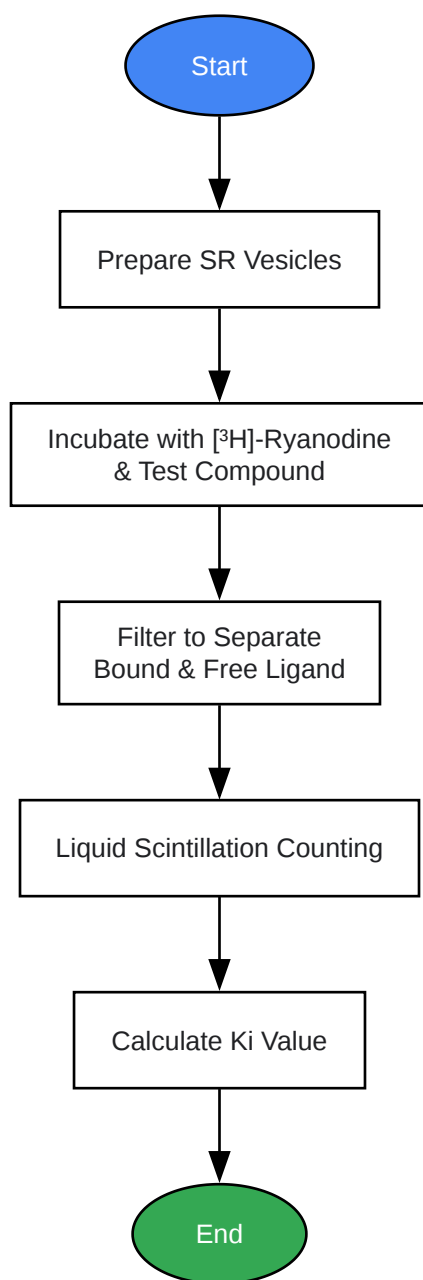 Start
Prepare SR Vesicles
Incubate with [³H]-Ryanodine
& Test Compound
Filter to Separate
Bound & Free Ligand
Liquid Scintillation Counting
Calculate Ki Value
End